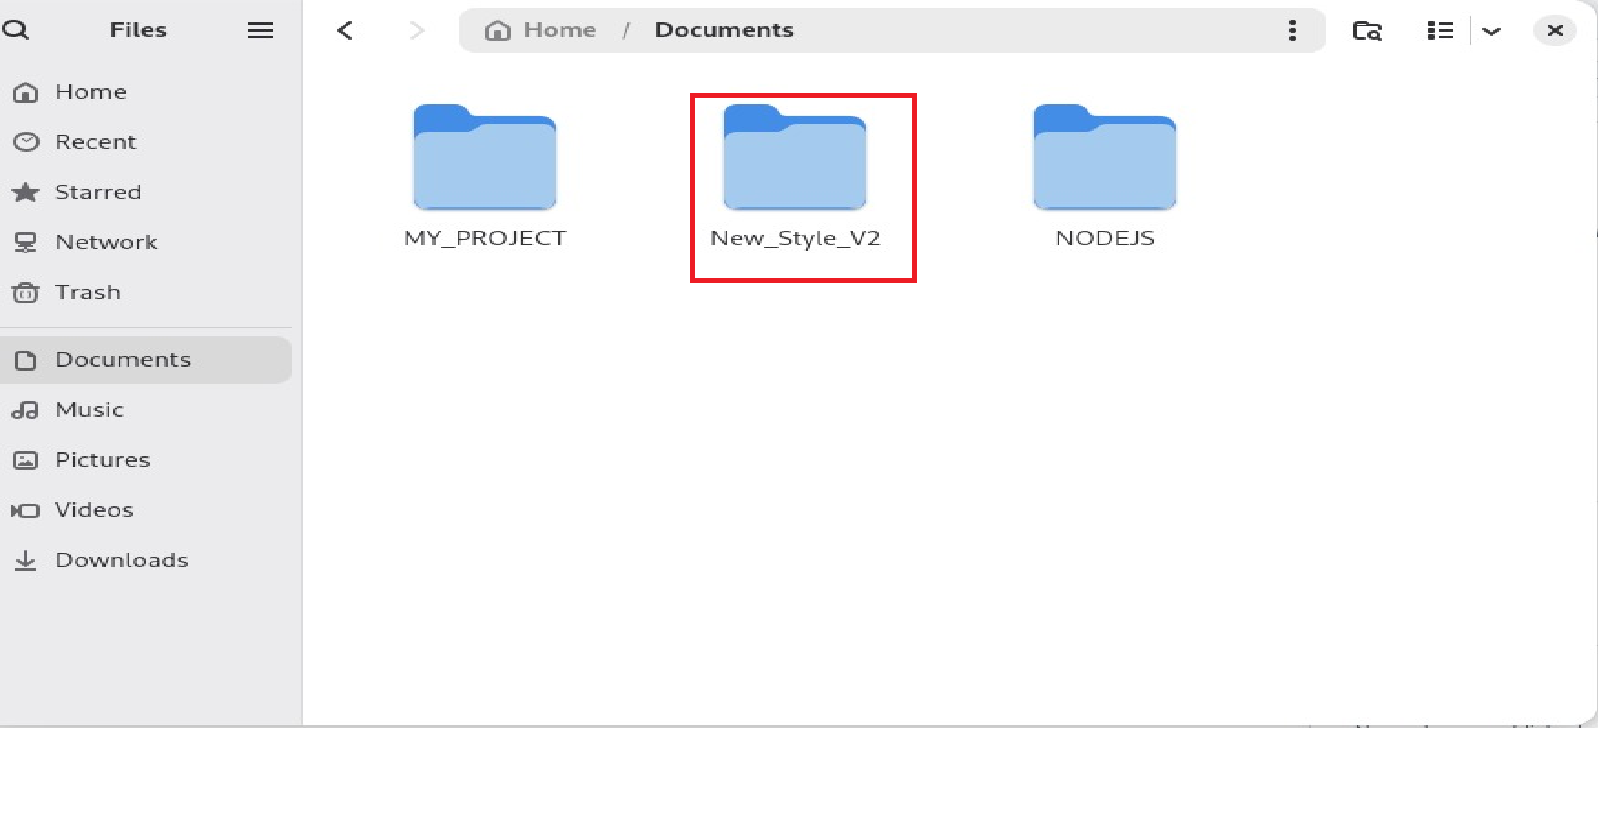 Files
Home / Documents
Home
Recent
Starred
Network
Trash
Documents
Music
Pictures
Videos
Downloads
MY_PROJECT
New_Style_V2
NODEJS